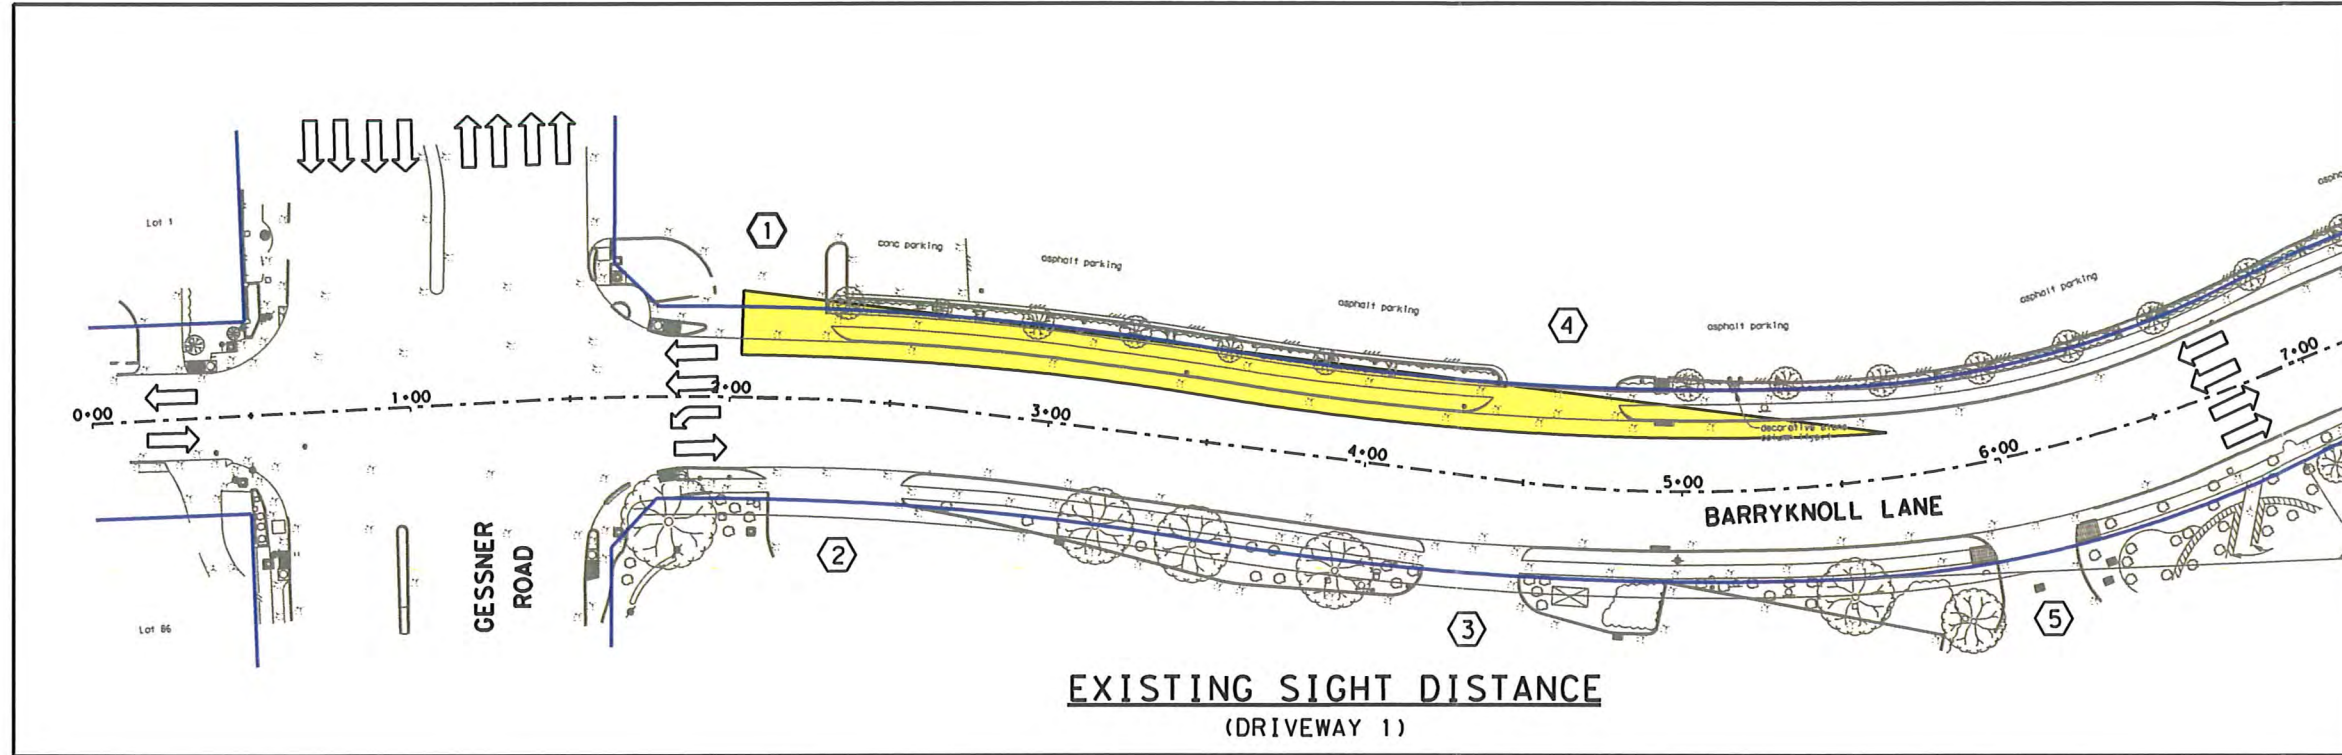 Lot 1
1
conc parking
asphalt parking
asphalt parking
4
asphalt parking
asphalt parking
0+00
1+00
2+00
3+00
4+00
5+00
6+00
7+00
decorative
BARRYKNOLL LANE
GESSNER
ROAD
Lot 86
2
3
5
EXISTING SIGHT DISTANCE
(DRIVEWAY 1)